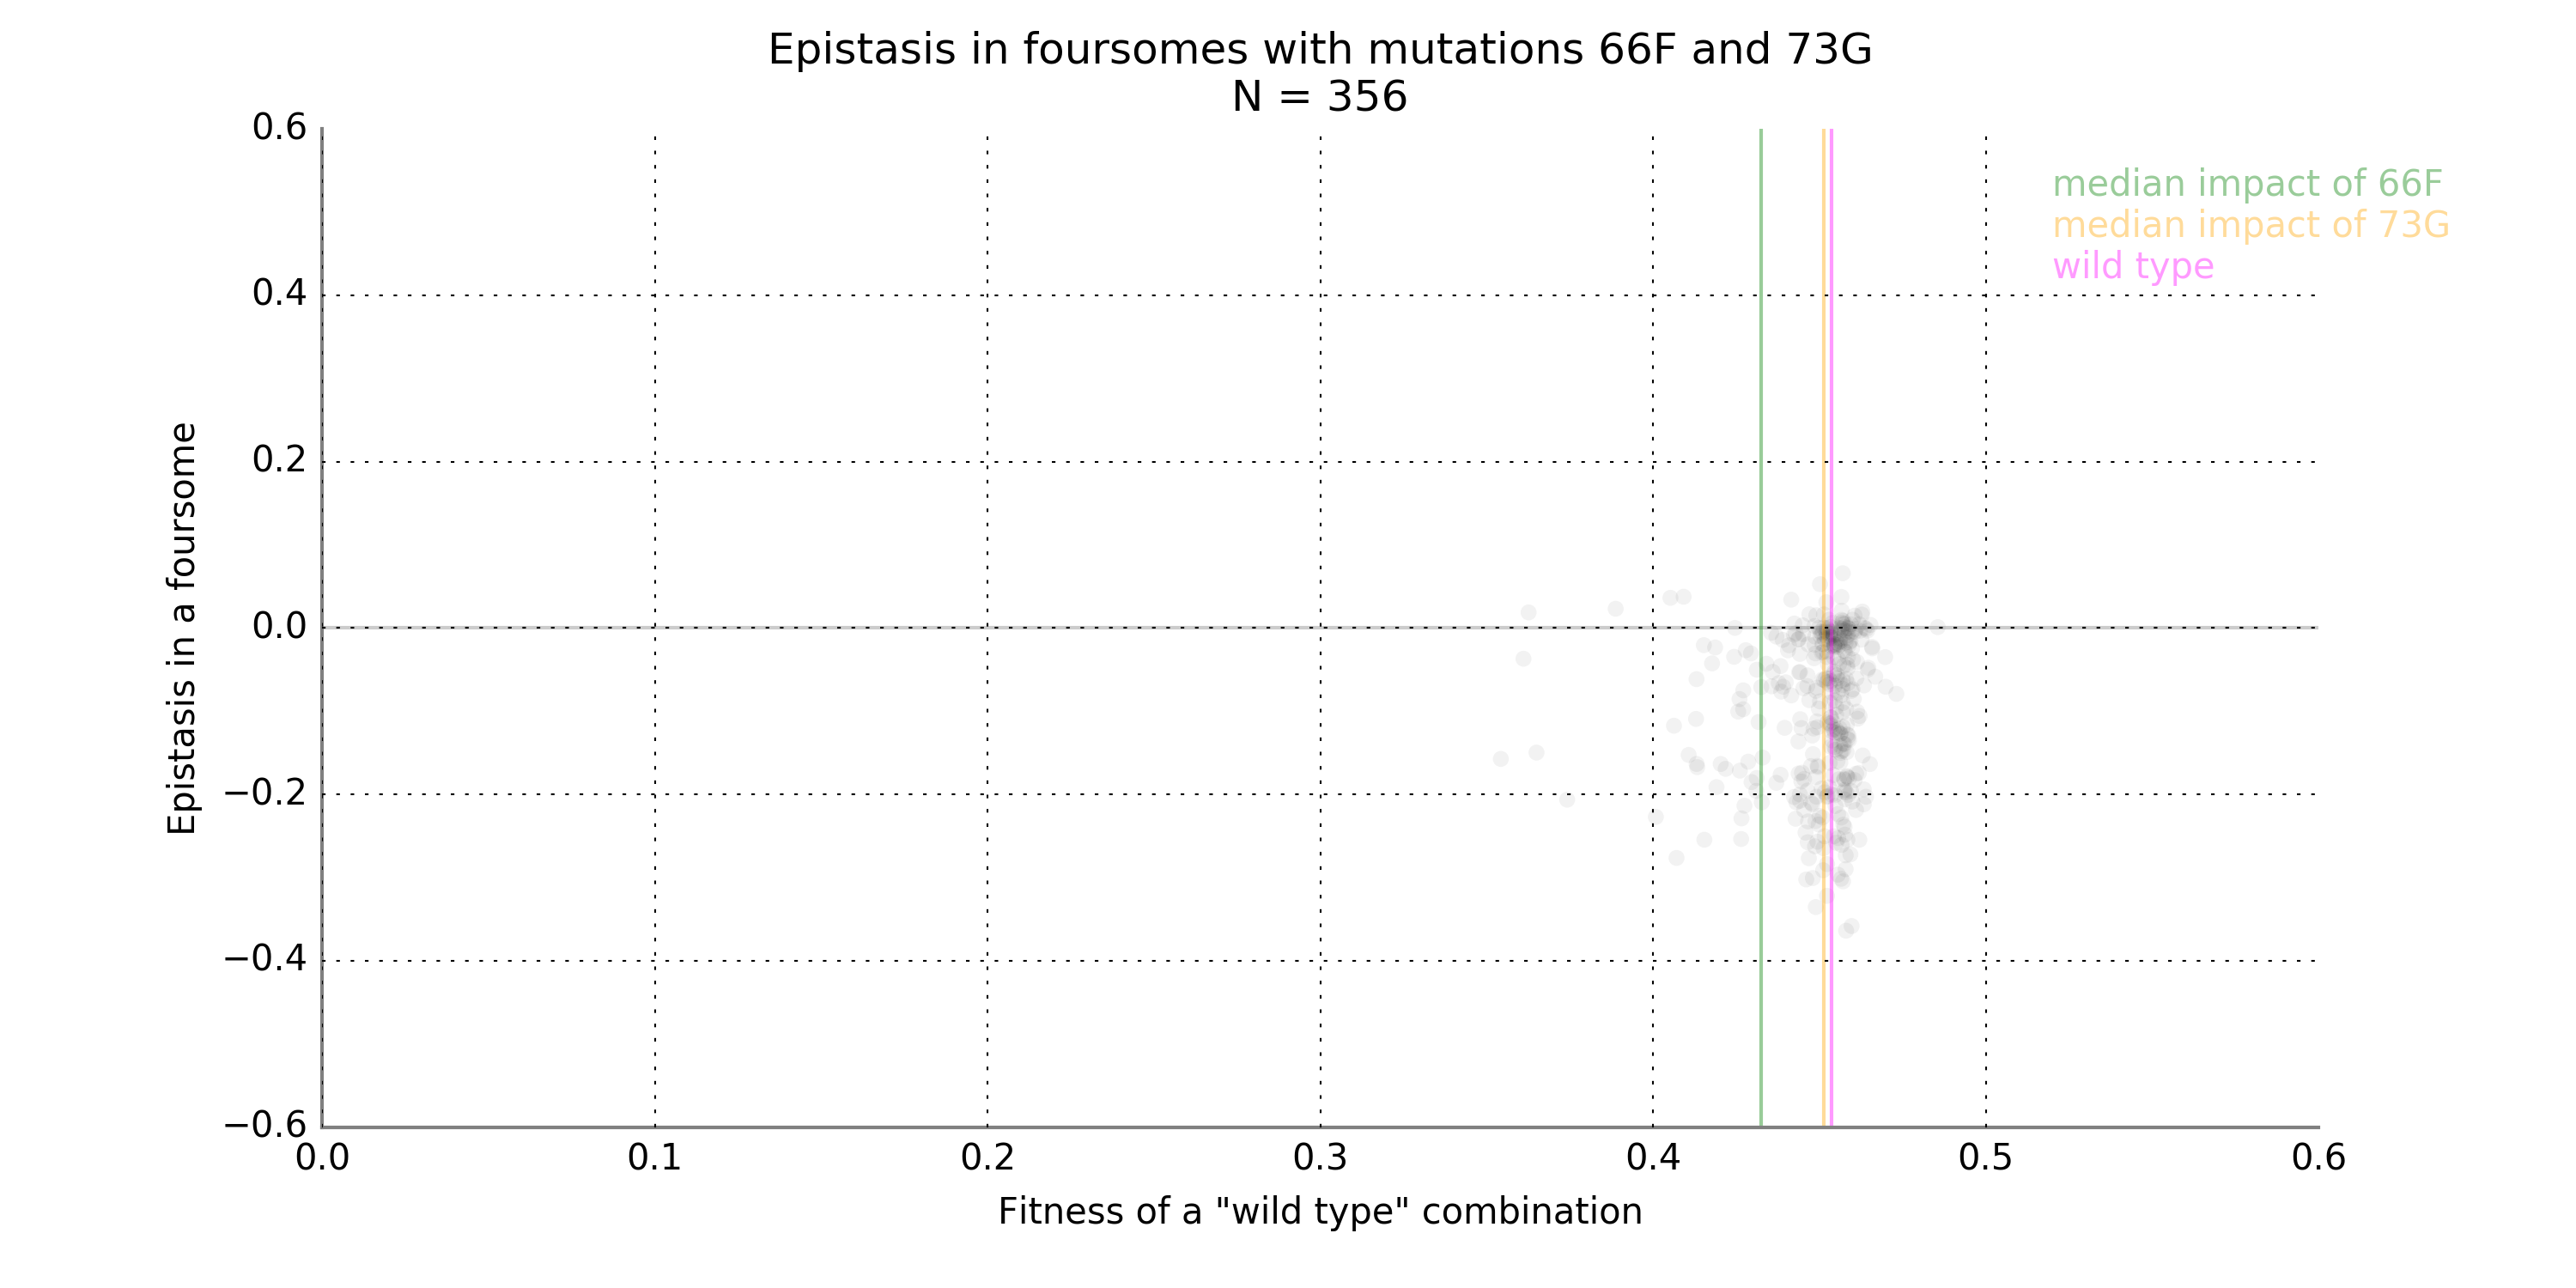 Epistasis in foursomes with mutations 66F and 73G
N = 356
0.6
0.4
0.2
0.0
−0.2
−0.4
−0.6
Epistasis in a foursome
median impact of 66F
median impact of 73G
wild type
0.0 0.1 0.2 0.3 0.4 0.5 0.6
Fitness of a "wild type" combination